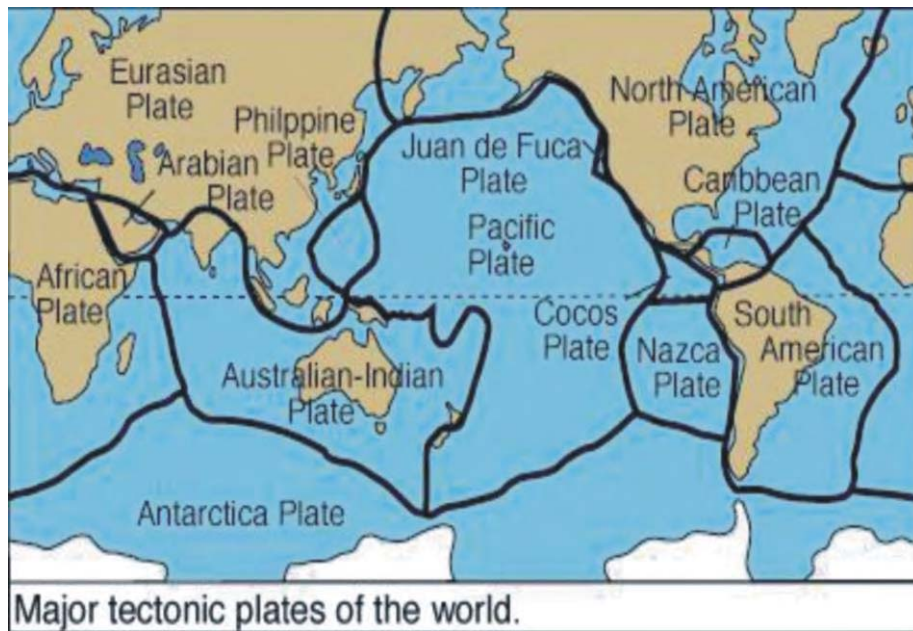 Eurasian
Plate
Philppine
Plate
Arabian
Plate
North American
Plate
Juan de Fuca
Plate
Caribbean
Plate
Pacific
Plate
African
Plate
Cocos
Plate
Nazca
Plate
South
American
Plate
Australian-Indian
Plate
Antarctica Plate
Major tectonic plates of the world.